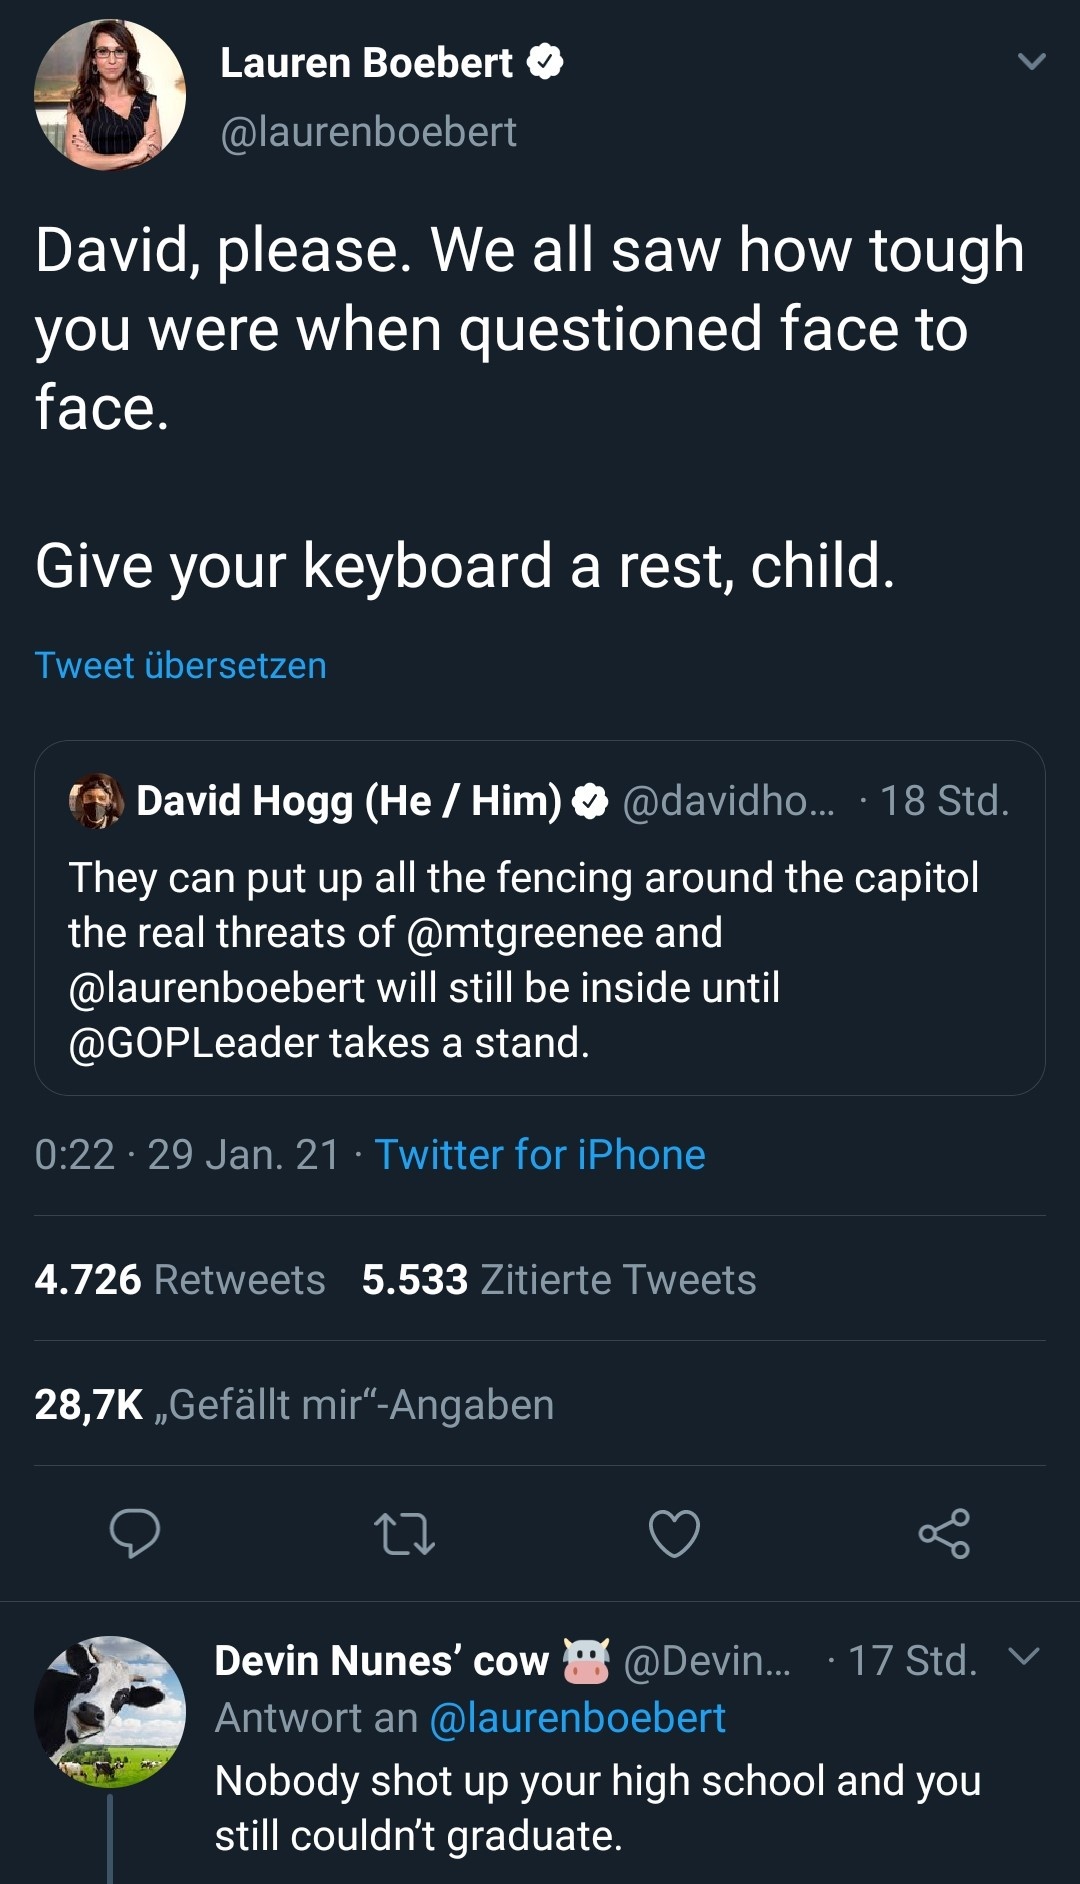 Lauren Boebert
@laurenboebert
David, please. We all saw how tough
you were when questioned face to
face.
Give your keyboard a rest, child.
Tweet übersetzen
David Hogg (He / Him) @davidho... · 18 Std.
They can put up all the fencing around the capitol
the real threats of @mtgreenee and
@laurenboebert will still be inside until
@GOPLeader takes a stand.
0:22 · 29 Jan. 21 · Twitter for iPhone
4.726 Retweets 5.533 Zitierte Tweets
28,7K „Gefällt mir“-Angaben
Devin Nunes’ cow 🐮 @Devin... · 17 Std.
Antwort an @laurenboebert
Nobody shot up your high school and you
still couldn’t graduate.